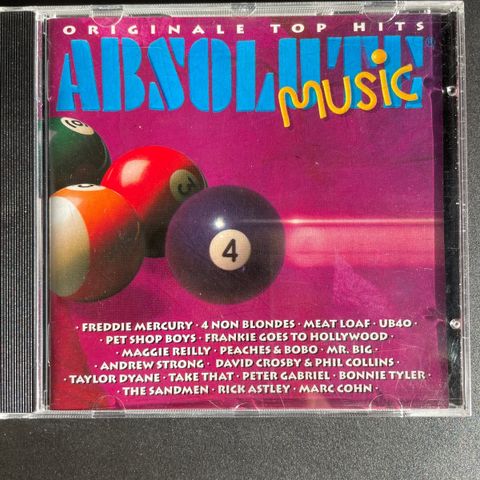 ORIGINALE TOP HITS
ABSOLUTE®
MUSIC
6
3
4
· FREDDIE MERCURY · 4 NON BLONDES · MEAT LOAF · UB40 ·
· PET SHOP BOYS · FRANKIE GOES TO HOLLYWOOD ·
· MAGGIE REILLY · PEACHES & BOBO · MR. BIG ·
· ANDREW STRONG · DAVID CROSBY & PHIL COLLINS ·
· TAYLOR DYANE · TAKE THAT · PETER GABRIEL · BONNIE TYLER ·
· THE SANDMEN · RICK ASTLEY · MARC COHN ·